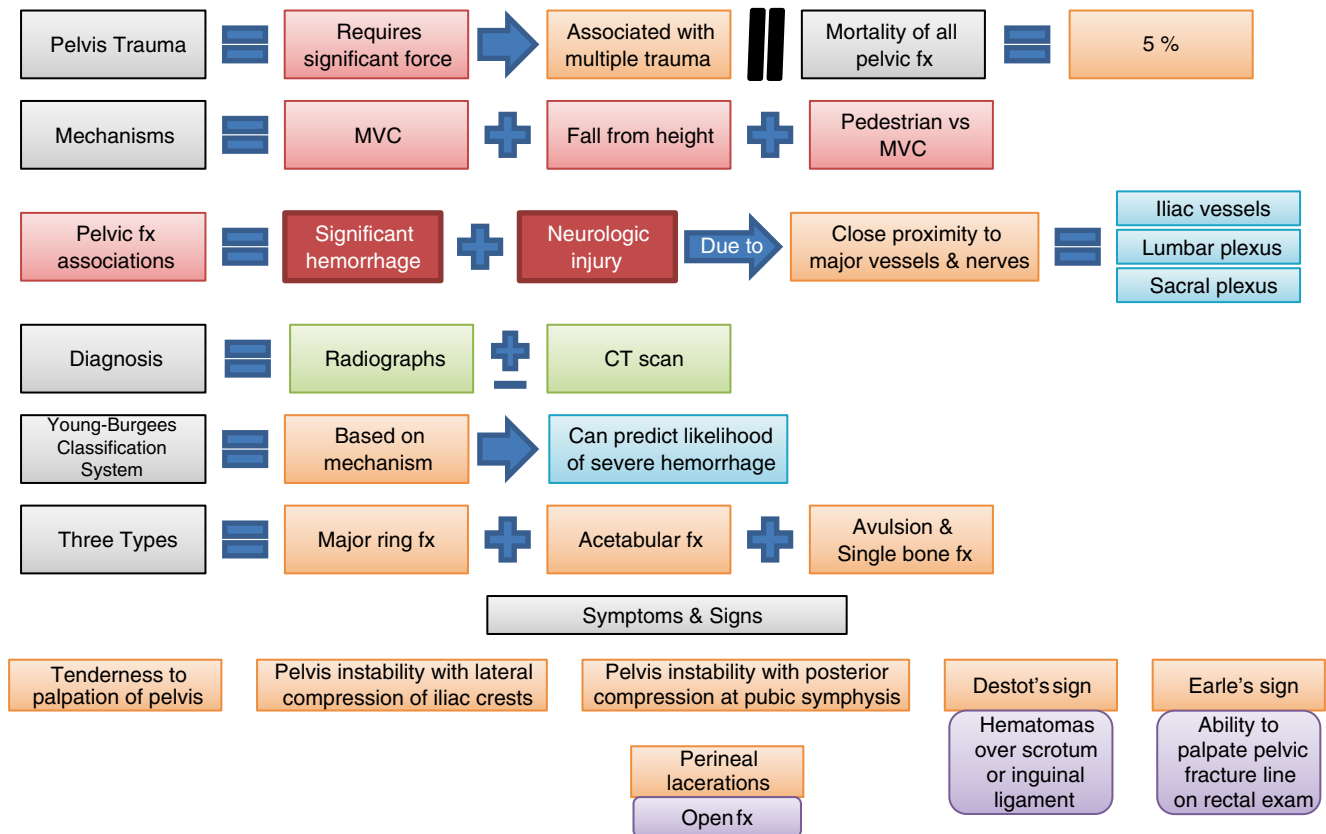 Pelvis Trauma
Requires
significant force
Associated with
multiple trauma
Mortality of all
pelvic fx
5 %
Mechanisms
MVC
Fall from height
Pedestrian vs
MVC
Pelvic fx
associations
Significant
hemorrhage
Neurologic
injury
Due to
Close proximity to
major vessels & nerves
Iliac vessels
Lumbar plexus
Sacral plexus
Diagnosis
Radiographs
CT scan
Young-Burgees
Classification
System
Based on
mechanism
Can predict likelihood
of severe hemorrhage
Three Types
Major ring fx
Acetabular fx
Avulsion &
Single bone fx
Symptoms & Signs
Tenderness to
palpation of pelvis
Pelvis instability with lateral
compression of iliac crests
Pelvis instability with posterior
compression at pubic symphysis
Destot's sign
Hematomas
over scrotum
or inguinal
ligament
Earle's sign
Ability to
palpate pelvic
fracture line
on rectal exam
Perineal
lacerations
Open fx